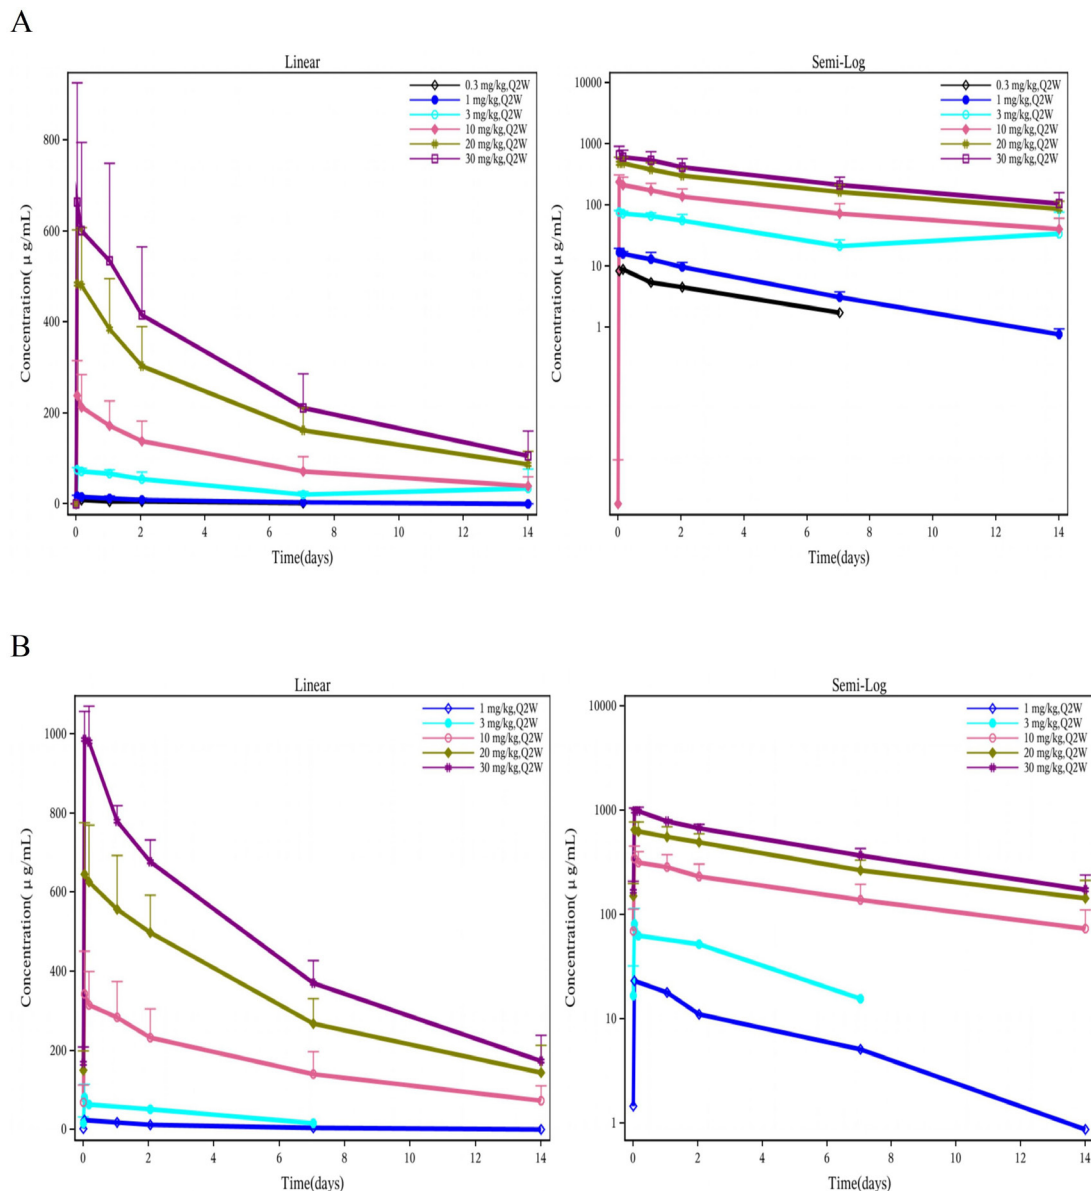 A
Linear
Concentration( μ g/mL)
800
600
400
200
0
0 2 4 6 8 10 12 14
Time(days)
0.3 mg/kg,Q2W
1 mg/kg,Q2W
3 mg/kg,Q2W
10 mg/kg,Q2W
20 mg/kg,Q2W
30 mg/kg,Q2W
Semi-Log
Concentration( μ g/mL)
10000
1000
100
10
1
0 2 4 6 8 10 12 14
Time(days)
0.3 mg/kg,Q2W
1 mg/kg,Q2W
3 mg/kg,Q2W
10 mg/kg,Q2W
20 mg/kg,Q2W
30 mg/kg,Q2W
B
Linear
Concentration( μ g/mL)
1000
800
600
400
200
0
0 2 4 6 8 10 12 14
Time(days)
1 mg/kg,Q2W
3 mg/kg,Q2W
10 mg/kg,Q2W
20 mg/kg,Q2W
30 mg/kg,Q2W
Semi-Log
Concentration( μ g/mL)
10000
1000
100
10
1
0 2 4 6 8 10 12 14
Time(days)
1 mg/kg,Q2W
3 mg/kg,Q2W
10 mg/kg,Q2W
20 mg/kg,Q2W
30 mg/kg,Q2W